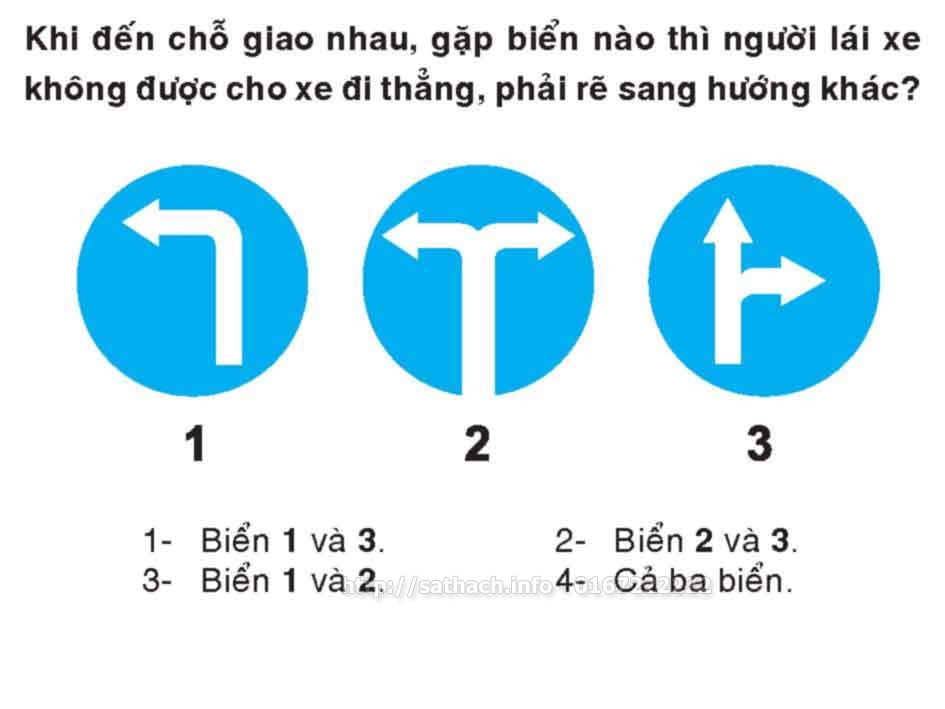 Khi đến chỗ giao nhau, gặp biển nào thì người lái xe
không được cho xe đi thẳng, phải rẽ sang hướng khác?
1 2 3
1- Biển 1 và 3. 2- Biển 2 và 3.
3- Biển 1 và 2. 4- Cả ba biển.
http://sathach.info